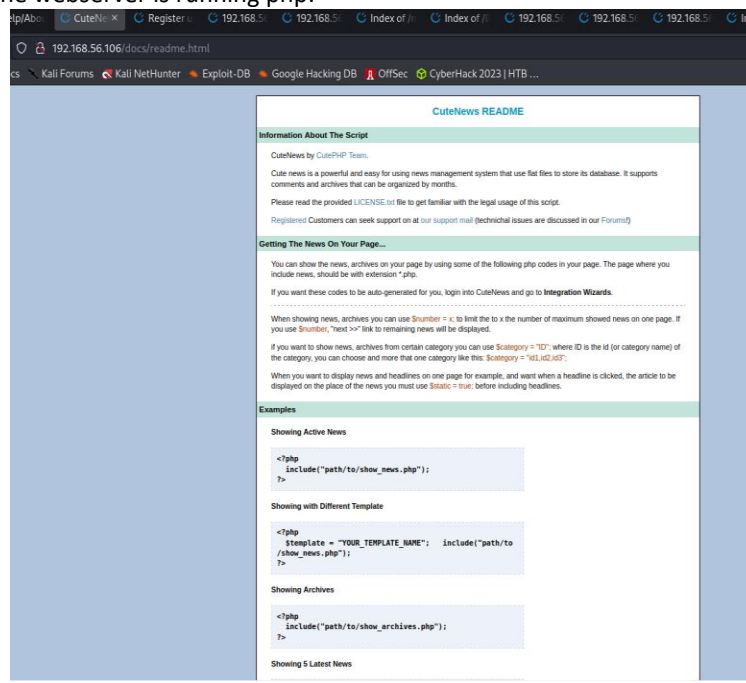 he webserver is running php.
elp/Abou CuteNe × Register u 192.168.56 192.168.56 Index of /n Index of / 192.168.56 192.168.56 192.168.56
192.168.56.106/docs/readme.html
cs Kali Forums Kali NetHunter Exploit-DB Google Hacking DB OffSec CyberHack 2023 | HTB ...
CuteNews README
Information About The Script
CuteNews by CutePHP Team.
Cute news is a powerful and easy for using news management system that use flat files to store its database. It supports
comments and archives that can be organized by months.
Please read the provided LICENSE.txt file to get familiar with the legal usage of this script.
Registered Customers can seek support on at our support mail (technichal issues are discussed in our Forums!)
Getting The News On Your Page...
You can show the news, archives on your page by using some of the following php codes in your page. The page where you
include news, should be with extension *.php.
If you want these codes to be auto-generated for you, login into CuteNews and go to Integration Wizards.
When showing news, archives you can use $number = x; to limit the to x the number of maximum showed news on one page. If
you use $number, "next >>" link to remaining news will be displayed.
if you want to show news, archives from certain category you can use $category = "ID"; where ID is the id (or category name) of
the category, you can choose and more that one category like this: $category = "id1,id2,id3";
When you want to display news and headlines on one page for example, and want when a headline is clicked, the article to be
displayed on the place of the news you must use $static = true; before including headlines.
Examples
Showing Active News
<?php
include("path/to/show_news.php");
?>
Showing with Different Template
<?php
$template = "YOUR_TEMPLATE_NAME"; include("path/to
/show_news.php");
?>
Showing Archives
<?php
include("path/to/show_archives.php");
?>
Showing 5 Latest News